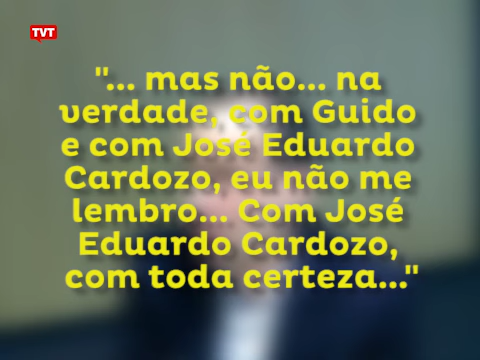 TVT
"... mas não... na
verdade, com Guido
e com José Eduardo
Cardozo, eu não me
lembro... Com José
Eduardo Cardozo,
com toda certeza..."